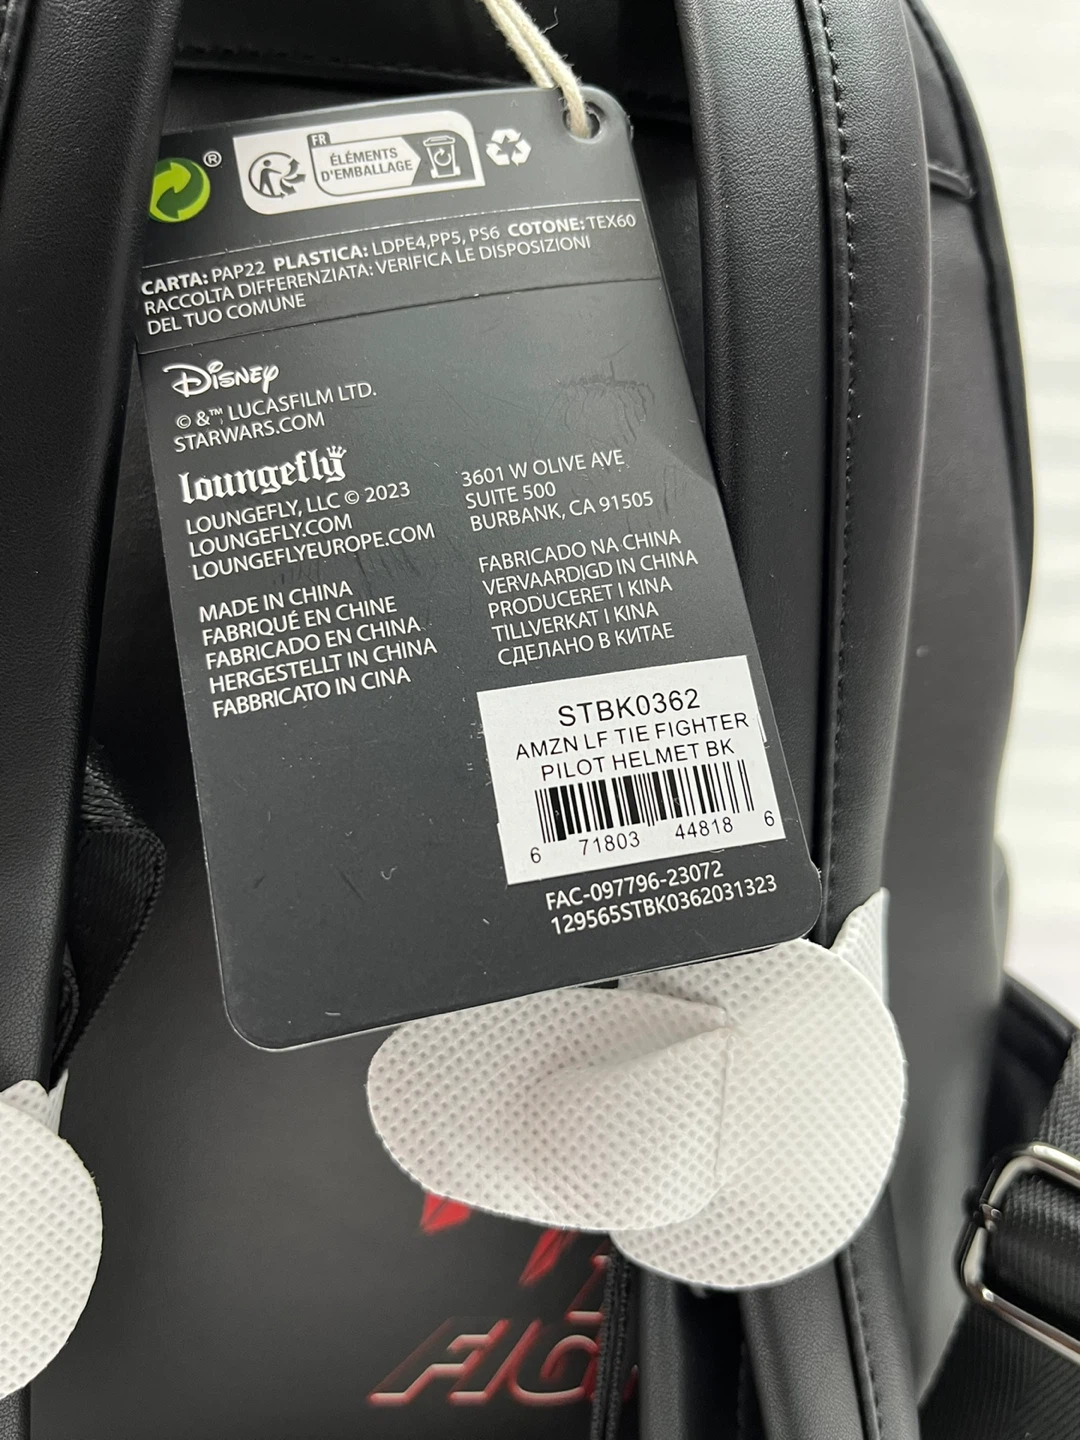 ®
FR
ÉLÉMENTS
D'EMBALLAGE
CARTA: PAP22 PLASTICA: LDPE4,PP5, PS6 COTONE: TEX60
RACCOLTA DIFFERENZIATA: VERIFICA LE DISPOSIZIONI
DEL TUO COMUNE
Disney
© &™ LUCASFILM LTD.
STARWARS.COM
loungefly
LOUNGEFLY, LLC © 2023
LOUNGEFLY.COM
LOUNGEFLYEUROPE.COM
MADE IN CHINA
FABRIQUÉ EN CHINE
FABRICADO EN CHINA
HERGESTELLT IN CHINA
FABBRICATO IN CINA
3601 W OLIVE AVE
SUITE 500
BURBANK, CA 91505
FABRICADO NA CHINA
VERVAARDIGD IN CHINA
PRODUCERET I KINA
TILLVERKAT I KINA
СДЕЛАНО В КИТАЕ
STBK0362
AMZN LF TIE FIGHTER
PILOT HELMET BK
6 71803 44818 6
FAC-097796-23072
129565STBK0362031323